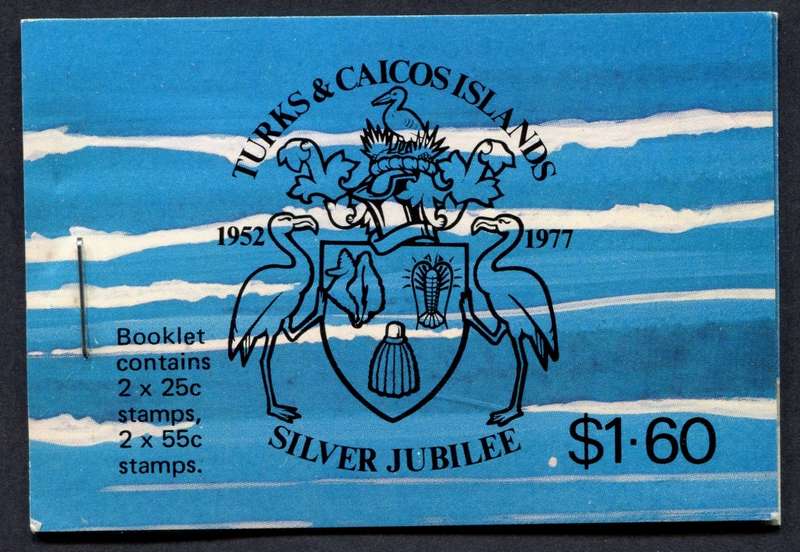 TURKS & CAICOS ISLANDS
1952
1977
Booklet
contains
2 x 25c
stamps,
2 x 55c
stamps.
SILVER JUBILEE
$1·60